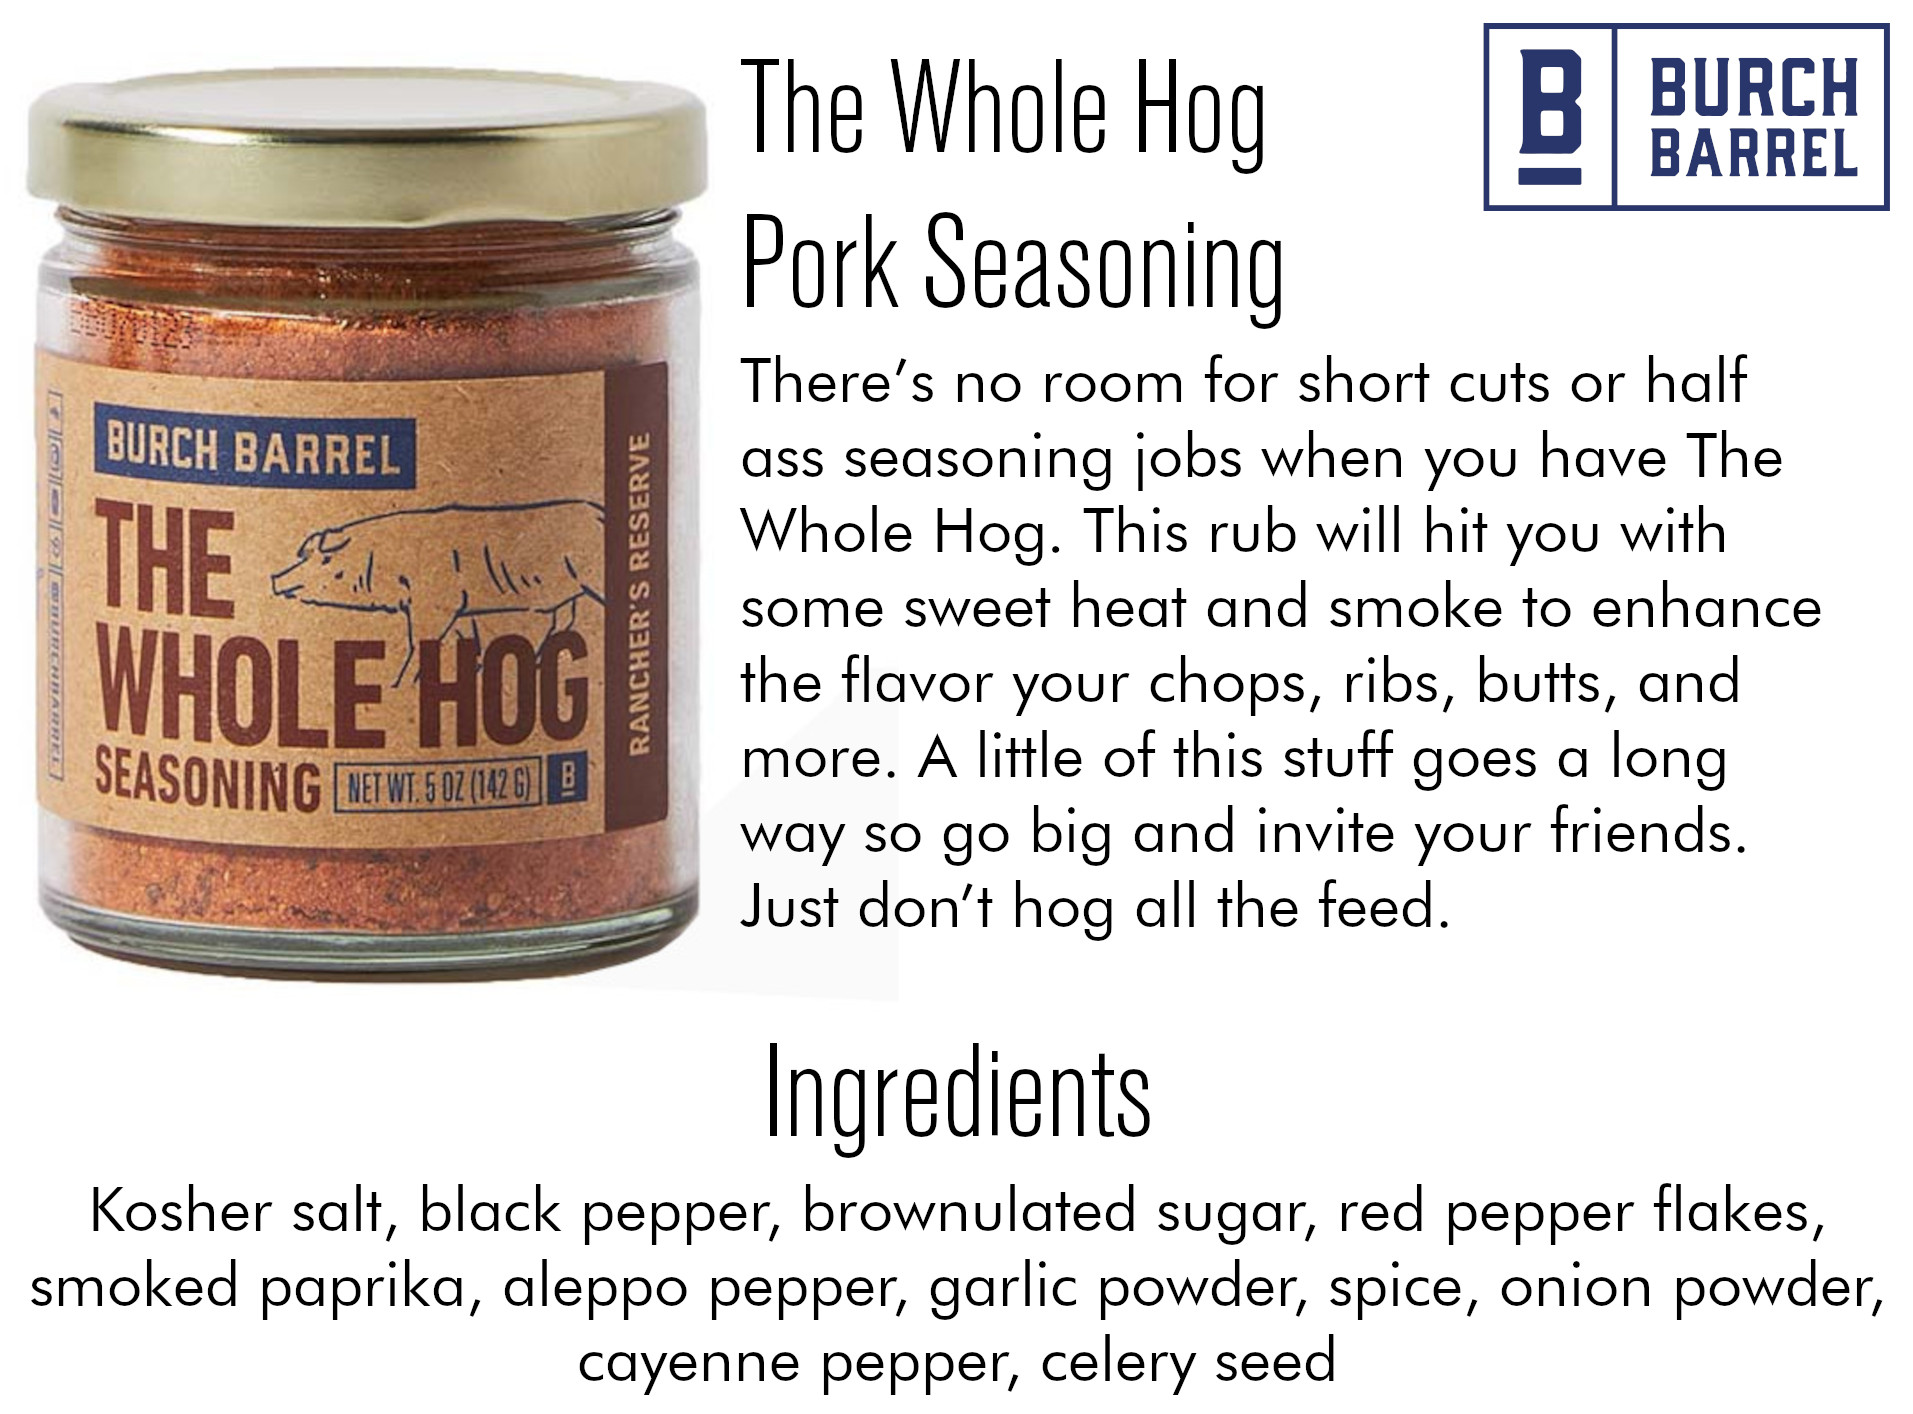 The Whole Hog
Pork Seasoning
BURCH
BARREL
B
There's no room for short cuts or half
ass seasoning jobs when you have The
Whole Hog. This rub will hit you with
some sweet heat and smoke to enhance
the flavor your chops, ribs, butts, and
more. A little of this stuff goes a long
way so go big and invite your friends.
Just don't hog all the feed.
BURCH BARREL
THE
WHOLE HOG
SEASONING
NET WT. 5 OZ (142 G)
B
RANCHER'S RESERVE
Ingredients
Kosher salt, black pepper, brownulated sugar, red pepper flakes,
smoked paprika, aleppo pepper, garlic powder, spice, onion powder,
cayenne pepper, celery seed